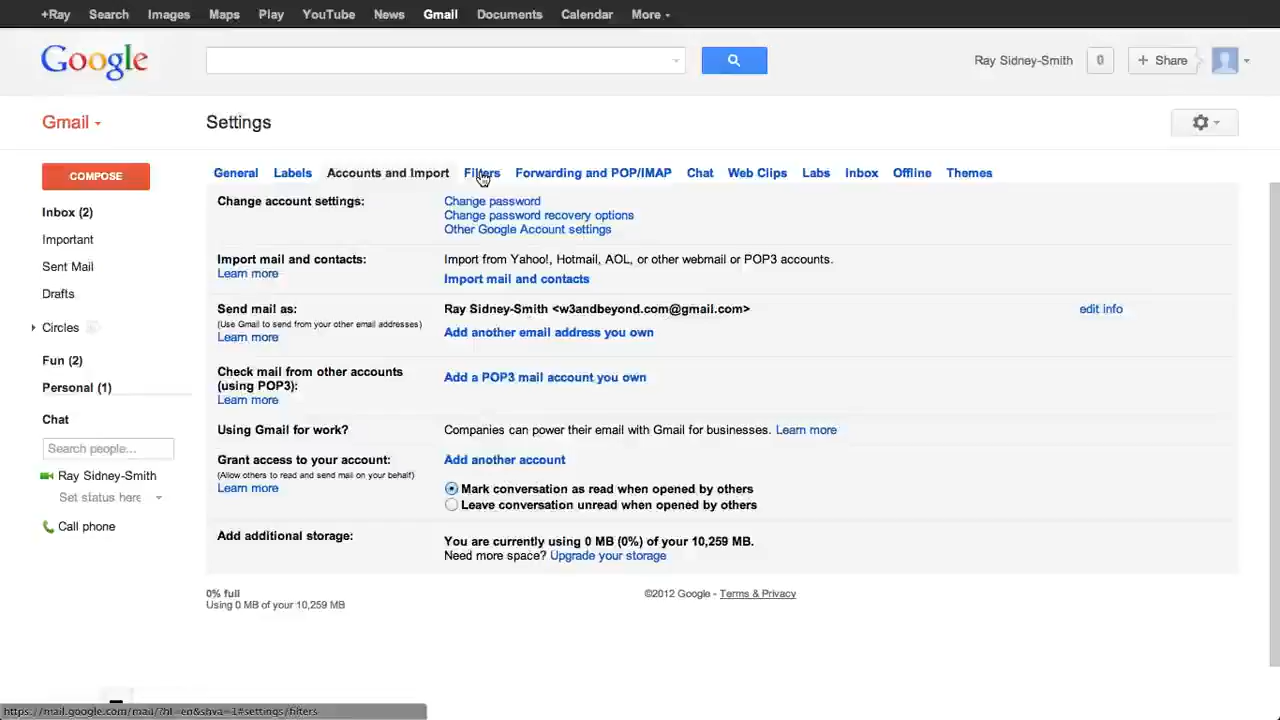 +Ray Search Images Maps Play YouTube News Gmail Documents Calendar More
Google
Ray Sidney-Smith 0 + Share
Gmail Settings
General Labels Accounts and Import Filters Forwarding and POP/IMAP Chat Web Clips Labs Inbox Offline Themes
COMPOSE
Inbox (2)
Important
Sent Mail
Drafts
Circles
Fun (2)
Personal (1)
Chat
Search people...
Ray Sidney-Smith
Set status here
Call phone
Change account settings: Change password
Change password recovery options
Other Google Account settings
Import mail and contacts: Import from Yahoo!, Hotmail, AOL, or other webmail or POP3 accounts.
Learn more Import mail and contacts
Send mail as: Ray Sidney-Smith <w3andbeyond.com@gmail.com> edit info
(Use Gmail to send from your other email addresses)
Learn more Add another email address you own
Check mail from other accounts
(using POP3): Add a POP3 mail account you own
Learn more
Using Gmail for work? Companies can power their email with Gmail for businesses. Learn more
Grant access to your account: Add another account
(Allow others to read and send mail on your behalf)
Learn more Mark conversation as read when opened by others
Leave conversation unread when opened by others
Add additional storage: You are currently using 0 MB (0%) of your 10,259 MB.
Need more space? Upgrade your storage
0% full
Using 0 MB of your 10,259 MB
©2012 Google - Terms & Privacy
https://mail.google.com/mail/?hl=en&shva=1#settings/filters